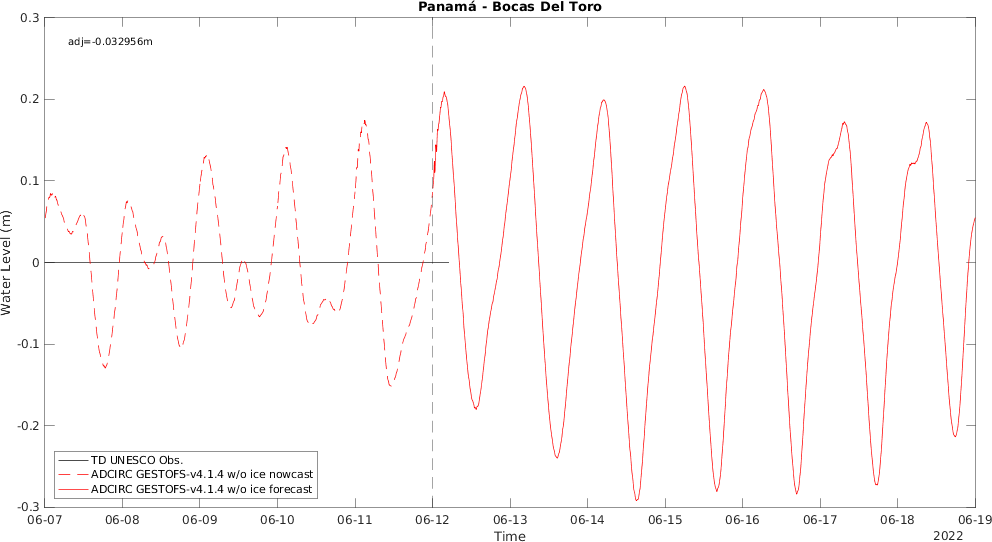 Panamá - Bocas Del Toro
adj=-0.032956m
0.3
0.2
0.1
0
-0.1
-0.2
-0.3
Water Level (m)
TD UNESCO Obs.
ADCIRC GESTOFS-v4.1.4 w/o ice nowcast
ADCIRC GESTOFS-v4.1.4 w/o ice forecast
06-07 06-08 06-09 06-10 06-11 06-12 06-13 06-14 06-15 06-16 06-17 06-18 06-19
Time
2022